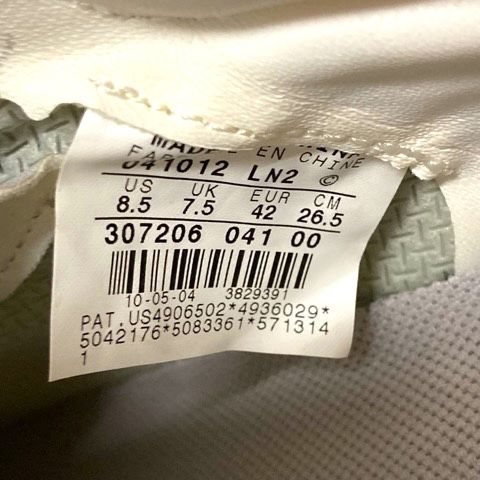 MADE
EN CHINE
041012 LN2 ©
US UK EUR CM
8.5 7.5 42 26.5
307206 041 00
10-05-04 3829391
PAT.US4906502*4936029*
5042176*5083361*571314
1